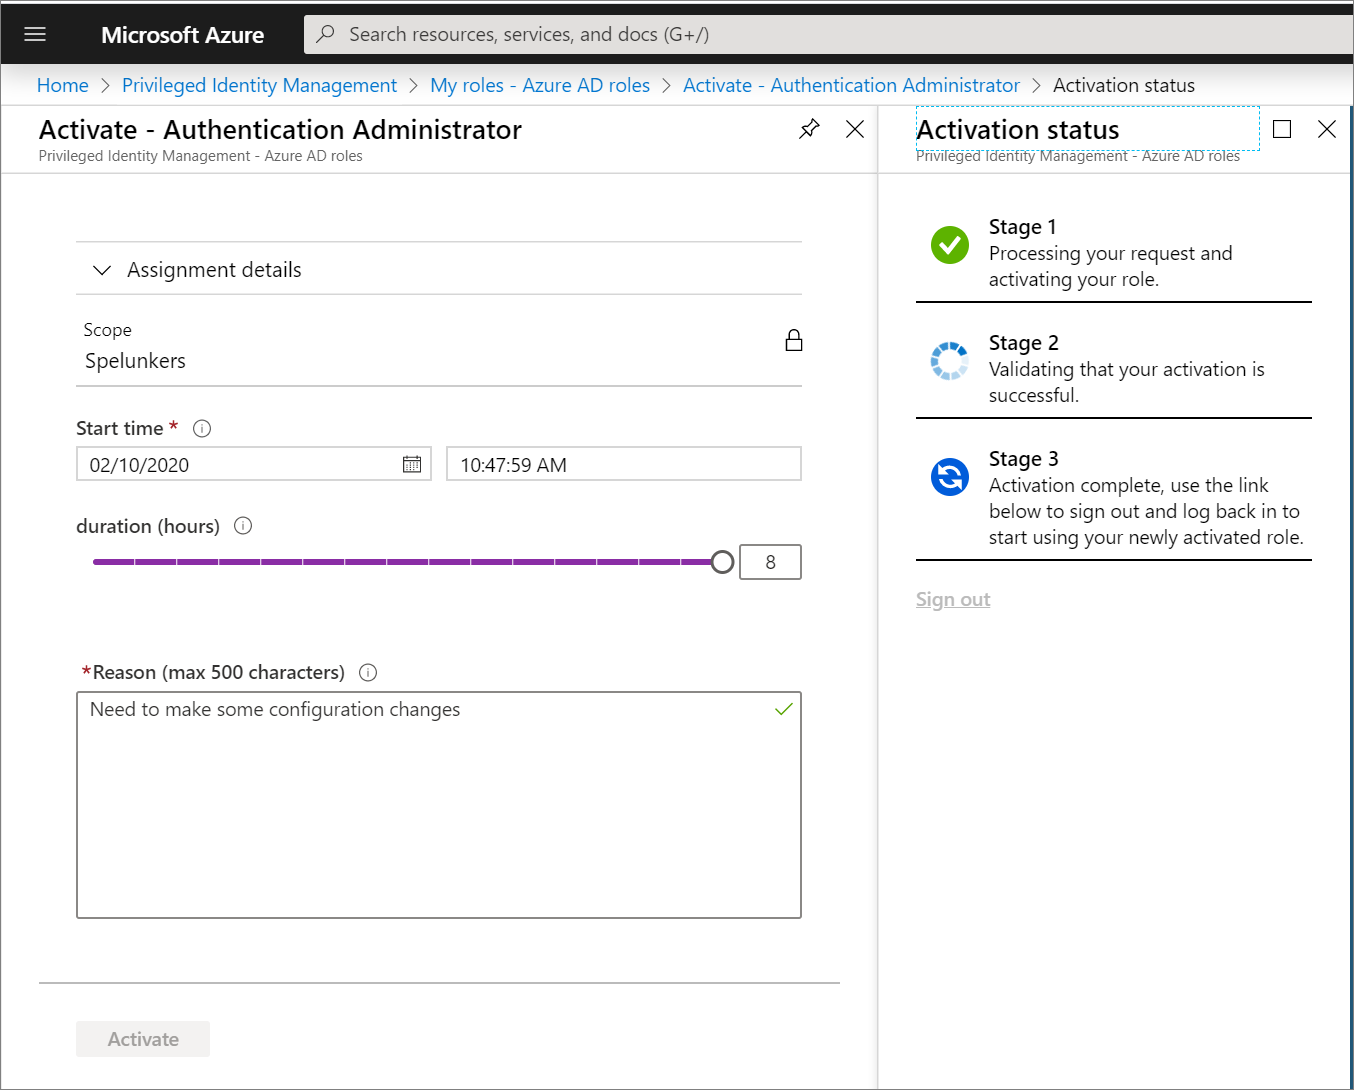 Microsoft Azure
Search resources, services, and docs (G+/)
Home > Privileged Identity Management > My roles - Azure AD roles > Activate - Authentication Administrator > Activation status
Activate - Authentication Administrator
Privileged Identity Management - Azure AD roles
Assignment details
Scope
Spelunkers
Start time *
02/10/2020
10:47:59 AM
duration (hours)
8
*Reason (max 500 characters)
Need to make some configuration changes
Activate
Activation status
Privileged Identity Management - Azure AD roles
Stage 1
Processing your request and
activating your role.
Stage 2
Validating that your activation is
successful.
Stage 3
Activation complete, use the link
below to sign out and log back in to
start using your newly activated role.
Sign out